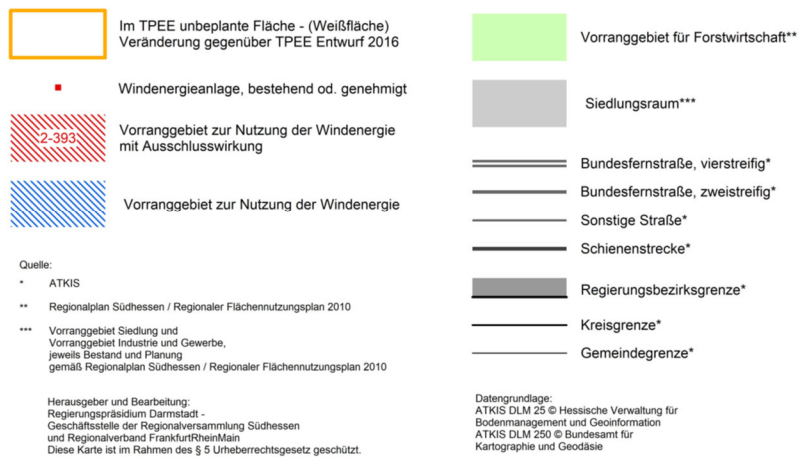 Im TPEE unbeplante Fläche - (Weißfläche)
Veränderung gegenüber TPEE Entwurf 2016
Windenergieanlage, bestehend od. genehmigt
2-393
Vorranggebiet zur Nutzung der Windenergie
mit Ausschlusswirkung
Vorranggebiet zur Nutzung der Windenergie
Quelle:
* ATKIS
** Regionalplan Südhessen / Regionaler Flächennutzungsplan 2010
*** Vorranggebiet Siedlung und
Vorranggebiet Industrie und Gewerbe,
jeweils Bestand und Planung
gemäß Regionalplan Südhessen / Regionaler Flächennutzungsplan 2010
Herausgeber und Bearbeitung:
Regierungspräsidium Darmstadt -
Geschäftsstelle der Regionalversammlung Südhessen
und Regionalverband FrankfurtRheinMain
Diese Karte ist im Rahmen des § 5 Urheberrechtsgesetz geschützt.
Vorranggebiet für Forstwirtschaft**
Siedlungsraum***
Bundesfernstraße, vierstreifig*
Bundesfernstraße, zweistreifig*
Sonstige Straße*
Schienenstrecke*
Regierungsbezirksgrenze*
Kreisgrenze*
Gemeindegrenze*
Datengrundlage:
ATKIS DLM 25 © Hessische Verwaltung für
Bodenmanagement und Geoinformation
ATKIS DLM 250 © Bundesamt für
Kartographie und Geodäsie